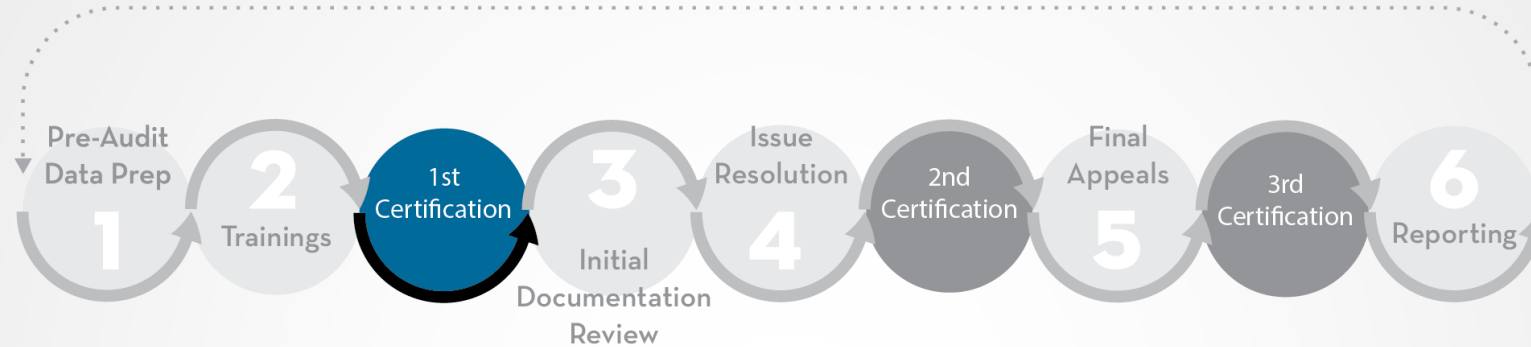 Pre-Audit
Data Prep
1
2
Trainings
1st
Certification
3
Initial
Documentation
Review
Issue
Resolution
4
2nd
Certification
Final
Appeals
5
3rd
Certification
6
Reporting